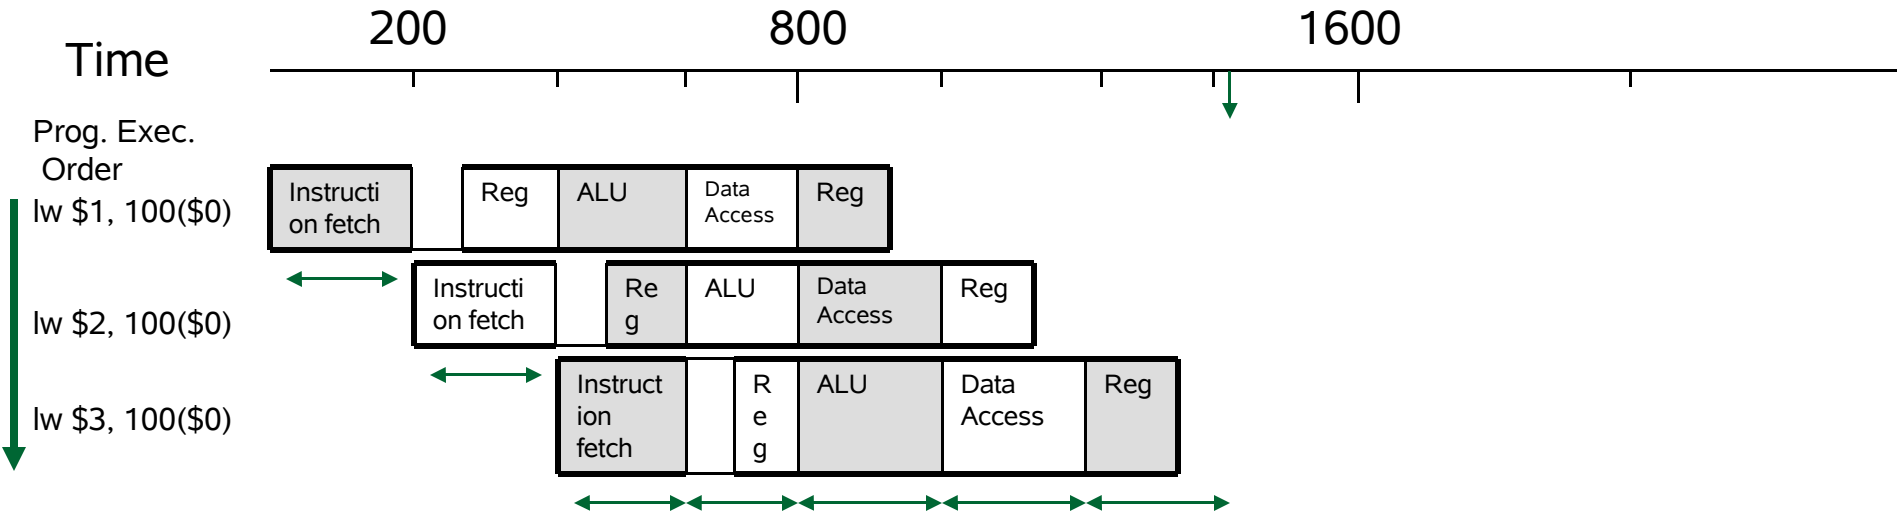 200 800 1600
Time
Prog. Exec.
Order
lw $1, 100($0)
Instructi
on fetch
Reg
ALU
Data
Access
Reg
lw $2, 100($0)
Instructi
on fetch
Re
g
ALU
Data
Access
Reg
lw $3, 100($0)
Instruct
ion
fetch
R
e
g
ALU
Data
Access
Reg